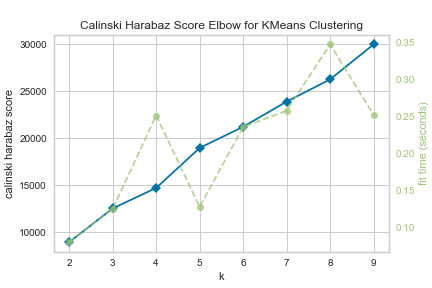 Calinski Harabaz Score Elbow for KMeans Clustering
calinski harabaz score
30000
25000
20000
15000
10000
0.35
0.30
0.25
0.20
0.15
0.10
fit time (seconds)
2 3 4 5 6 7 8 9
k